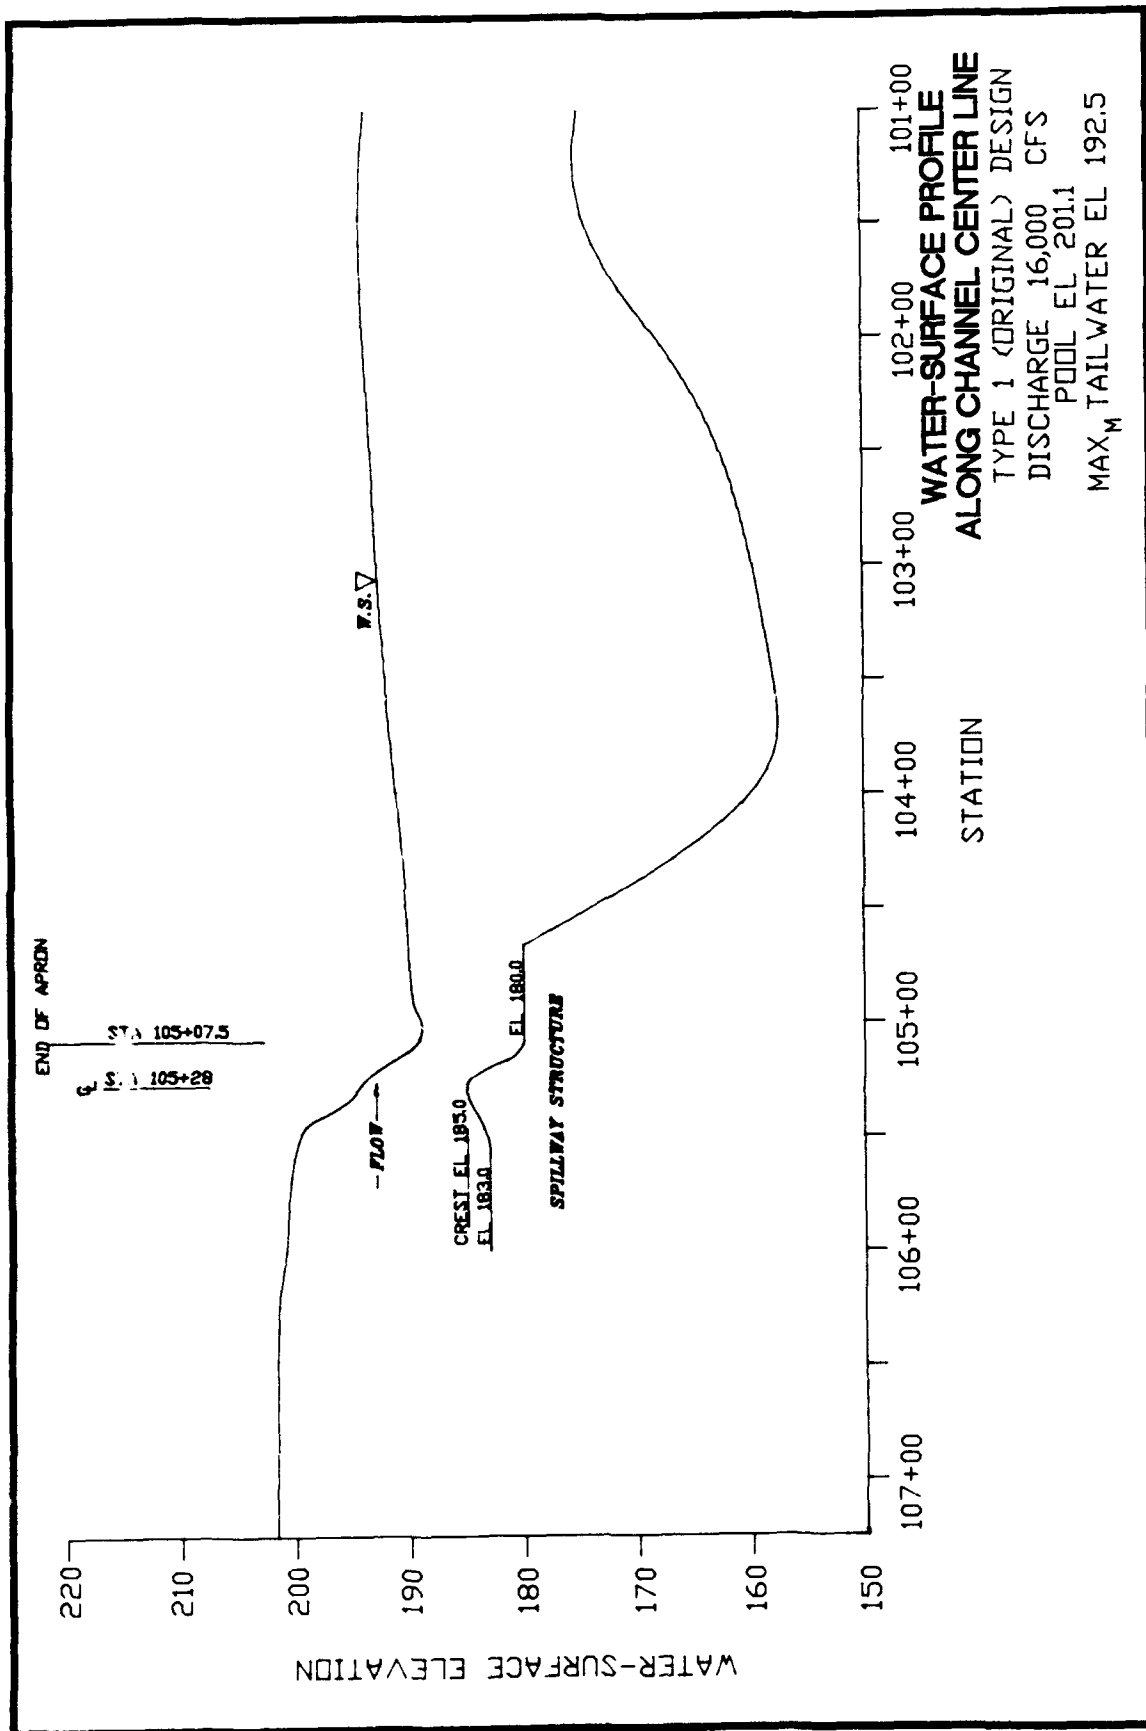 END OF APRON
STA 105+07.5
℄ STA 105+28
W.S.
FLOW
CREST EL 185.0
EL 183.0
EL 180.0
SPILLWAY STRUCTURE
WATER-SURFACE ELEVATION
220
210
200
190
180
170
160
150
107+00
106+00
105+00
104+00
103+00
102+00
101+00
STATION
WATER-SURFACE PROFILE
ALONG CHANNEL CENTER LINE
TYPE 1 (ORIGINAL) DESIGN
DISCHARGE 16,000 CFS
POOL EL 201.1
MAXM TAILWATER EL 192.5